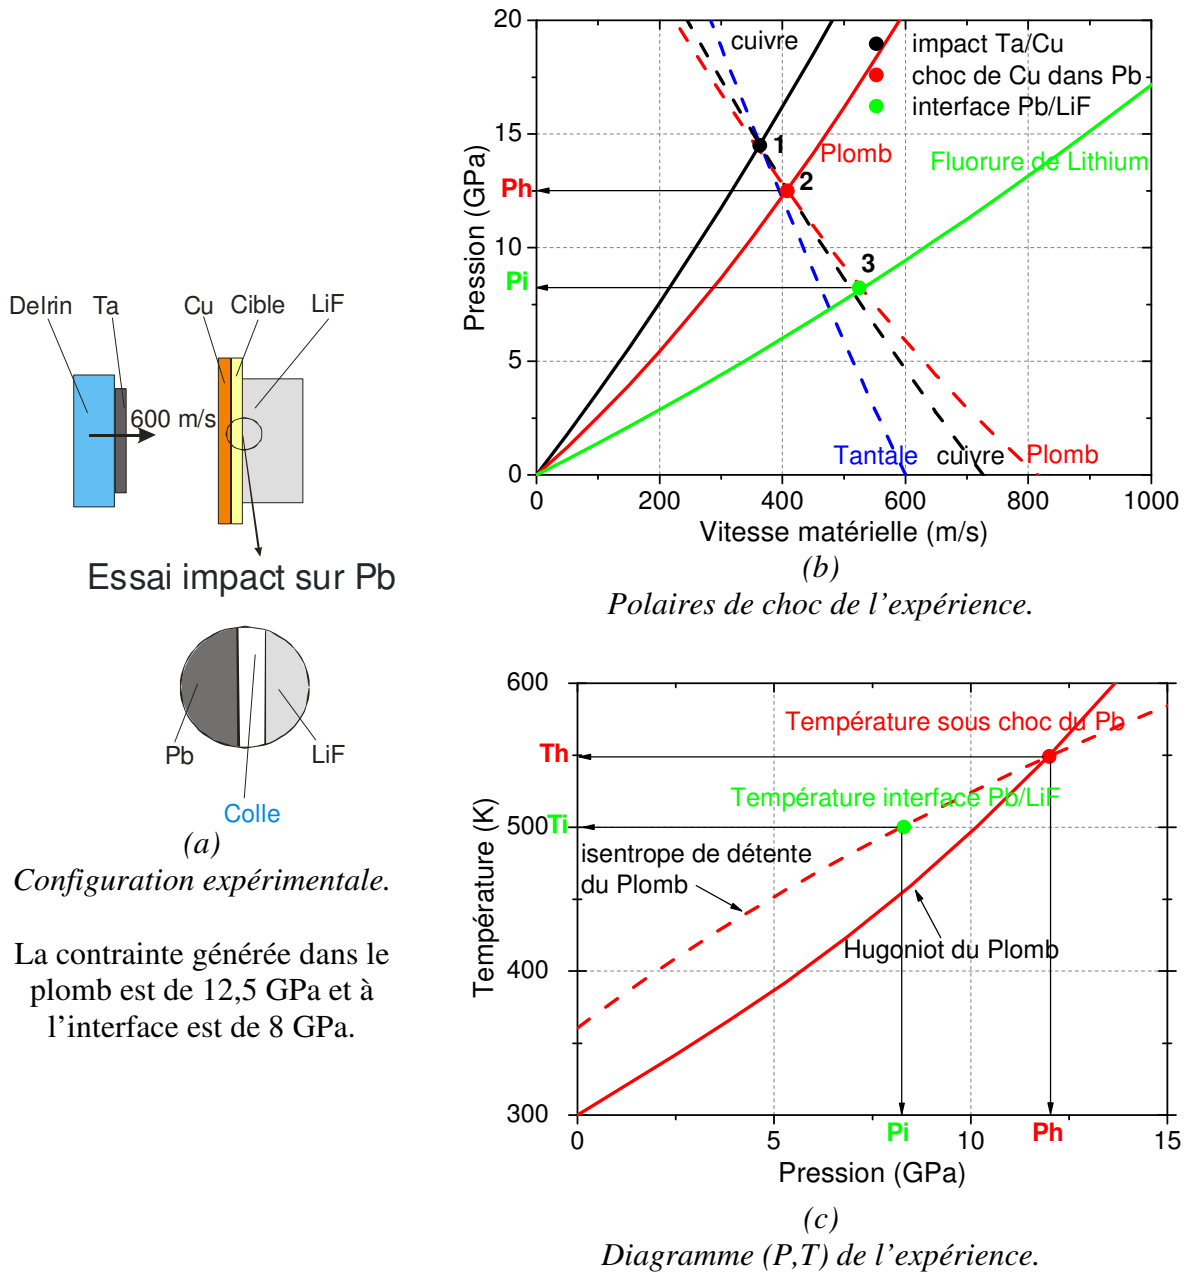 Delrin Ta Cu Cible LiF
600 m/s
Essai impact sur Pb
Pb LiF
Colle
(a)
Configuration expérimentale.
La contrainte générée dans le
plomb est de 12,5 GPa et à
l'interface est de 8 GPa.
20
15
10
5
0
Pression (GPa)
Ph
Pi
cuivre
impact Ta/Cu
choc de Cu dans Pb
interface Pb/LiF
1
Plomb
Fluorure de Lithium
2
3
Tantale cuivre Plomb
0 200 400 600 800 1000
Vitesse matérielle (m/s)
(b)
Polaires de choc de l'expérience.
600
500
400
300
Température (K)
Th
Ti
Température sous choc du Pb
Température interface Pb/LiF
isentrope de détente
du Plomb
Hugoniot du Plomb
0 5 10 15
Pi Ph
Pression (GPa)
(c)
Diagramme (P,T) de l'expérience.